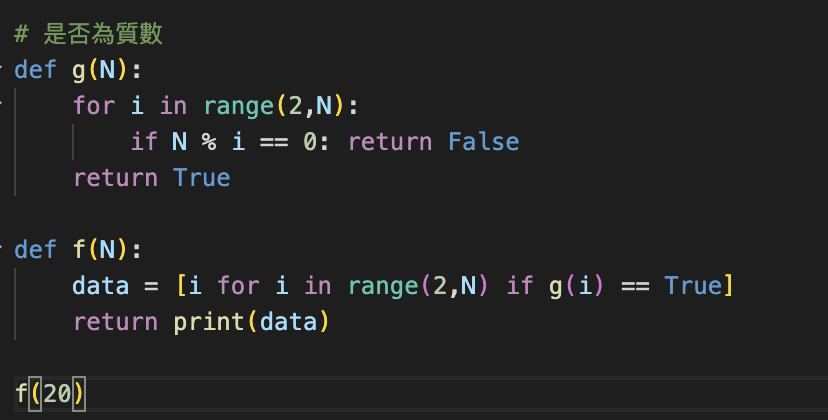 # 是否為質數
def g(N):
    for i in range(2,N):
        if N % i == 0: return False
    return True
def f(N):
    data = [i for i in range(2,N) if g(i) == True]
    return print(data)
f(20)